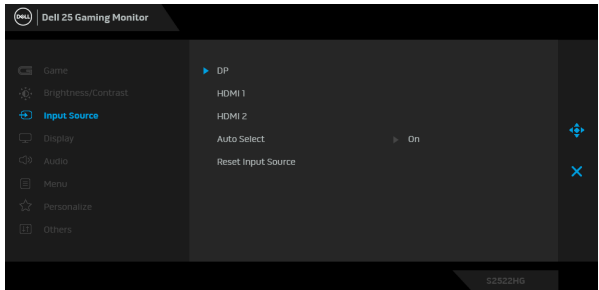 DELL Dell 25 Gaming Monitor
Game
Brightness/Contrast
Input Source
Display
Audio
Menu
Personalize
Others
DP
HDMI 1
HDMI 2
Auto Select On
Reset Input Source
S2522HG